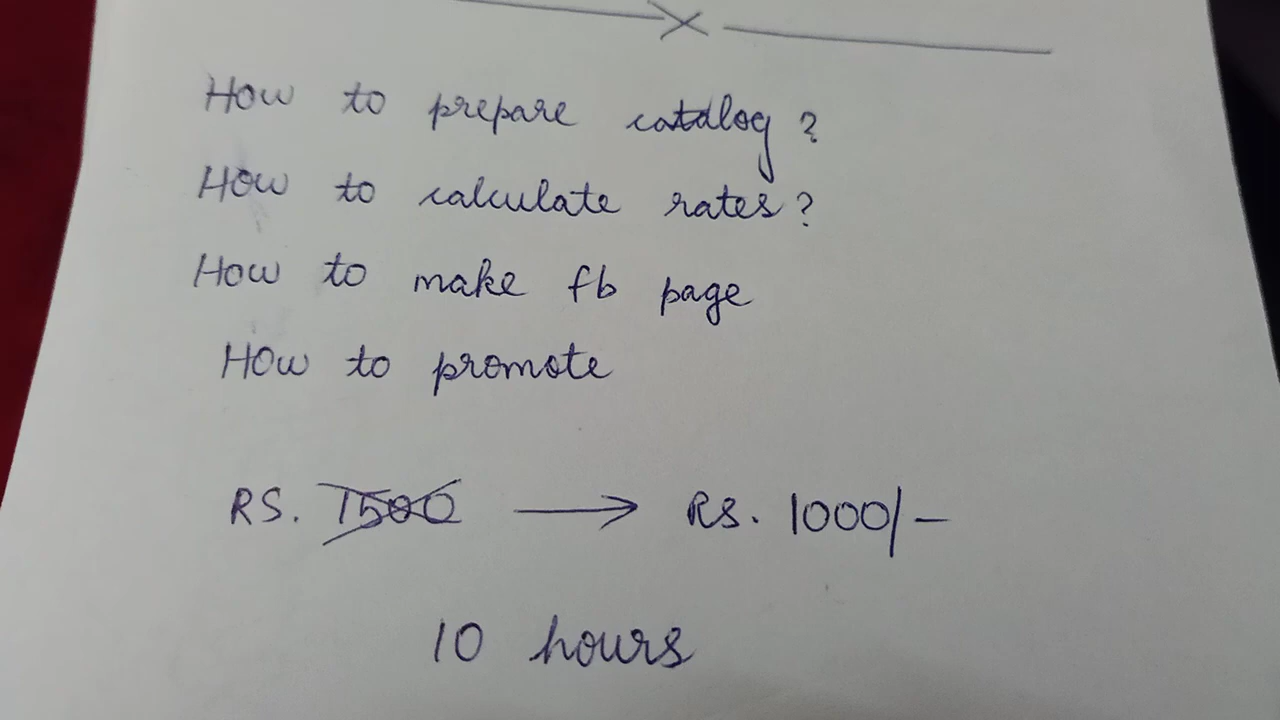 How to prepare catalog ?
How to calculate rates ?
How to make fb page
How to promote
RS. 1500 → RS. 1000/-
10 hours